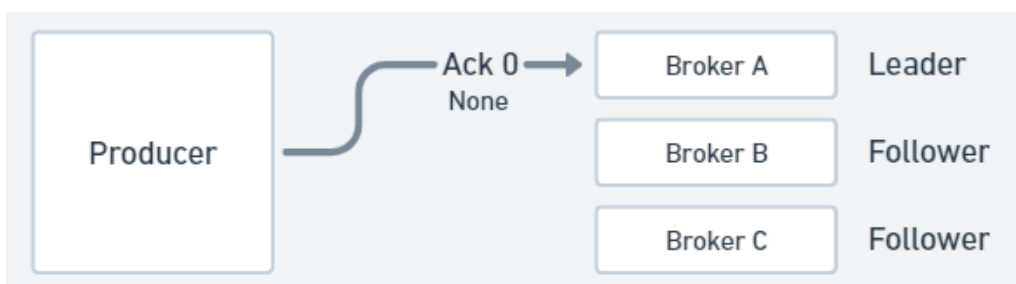 Producer
Ack 0
None
Broker A
Leader
Broker B
Follower
Broker C
Follower